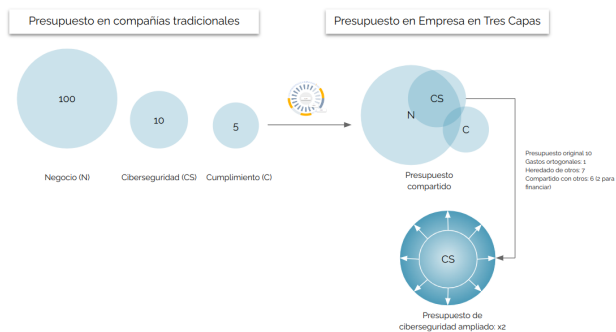 Presupuesto en compañías tradicionales
Presupuesto en Empresa en Tres Capas
100
10
5
Negocio (N)
Ciberseguridad (CS)
Cumplimiento (C)
CS
N
C
Presupuesto
compartido
Presupuesto original 10
Gastos ortogonales: 1
Heredado de otros: 7
Compartido con otros: 6 (2 para
financiar)
CS
Presupuesto de
ciberseguridad ampliado: x2